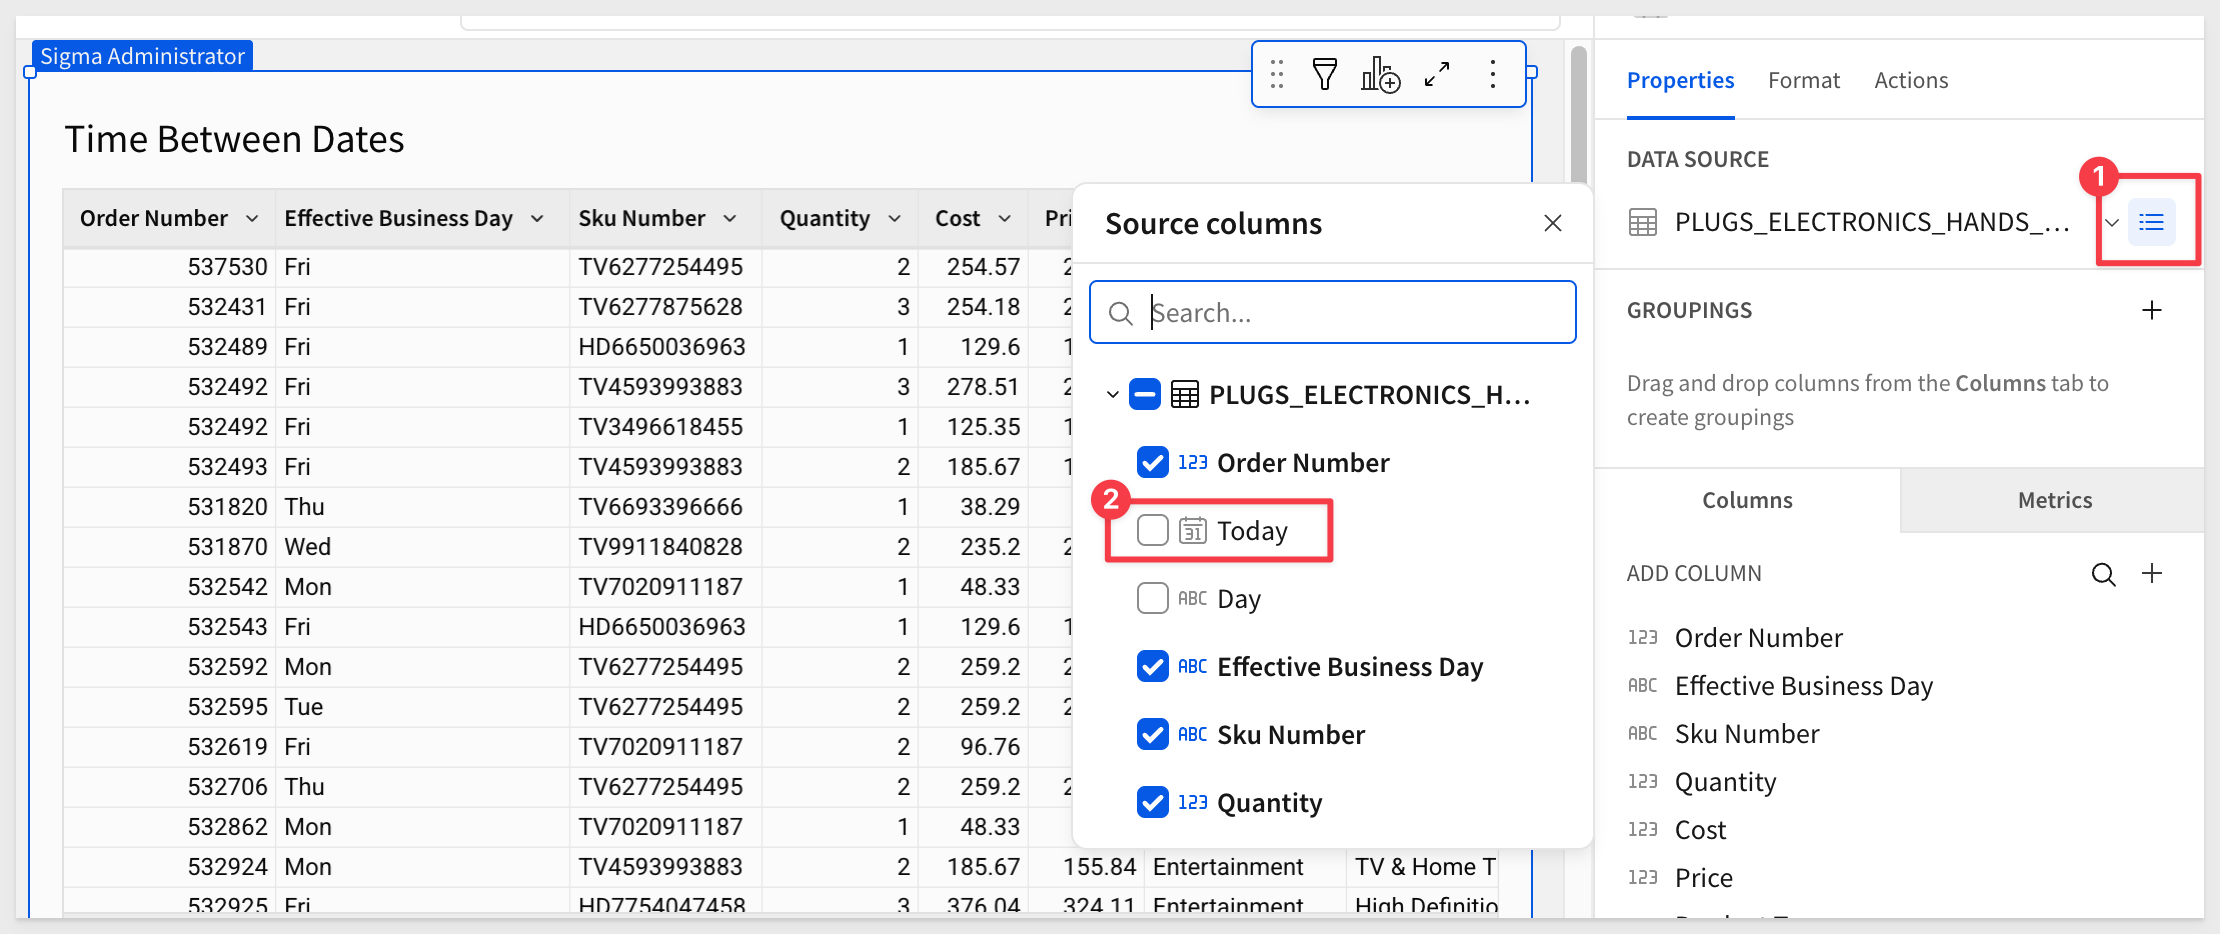 Sigma Administrator
Time Between Dates
Order Number Effective Business Day Sku Number Quantity Cost Pri
537530 Fri TV6277254495 2 254.57 2
532431 Fri TV6277875628 3 254.18 2
532489 Fri HD6650036963 1 129.6 1
532492 Fri TV4593993883 3 278.51 2
532492 Fri TV3496618455 1 125.35 1
532493 Fri TV4593993883 2 185.67 1
531820 Thu TV6693396666 1 38.29
531870 Wed TV9911840828 2 235.2 2
532542 Mon TV7020911187 1 48.33
532543 Fri HD6650036963 1 129.6 1
532592 Mon TV6277254495 2 259.2 2
532595 Tue TV6277254495 2 259.2 2
532619 Fri TV7020911187 2 96.76
532706 Thu TV6277254495 2 259.2 2
532862 Mon TV7020911187 1 48.33
532924 Mon TV4593993883 2 185.67 155.84 Entertainment TV & Home T
532925 Fri HD7754047458 3 376.04 324.11 Entertainment High Definitio
Source columns
Search...
PLUGS_ELECTRONICS_H...
123 Order Number
2
31 Today
ABC Day
ABC Effective Business Day
ABC Sku Number
123 Quantity
Properties Format Actions
DATA SOURCE
1
PLUGS_ELECTRONICS_HANDS_...
GROUPINGS
Drag and drop columns from the Columns tab to
create groupings
Columns Metrics
ADD COLUMN
123 Order Number
ABC Effective Business Day
ABC Sku Number
123 Quantity
123 Cost
123 Price